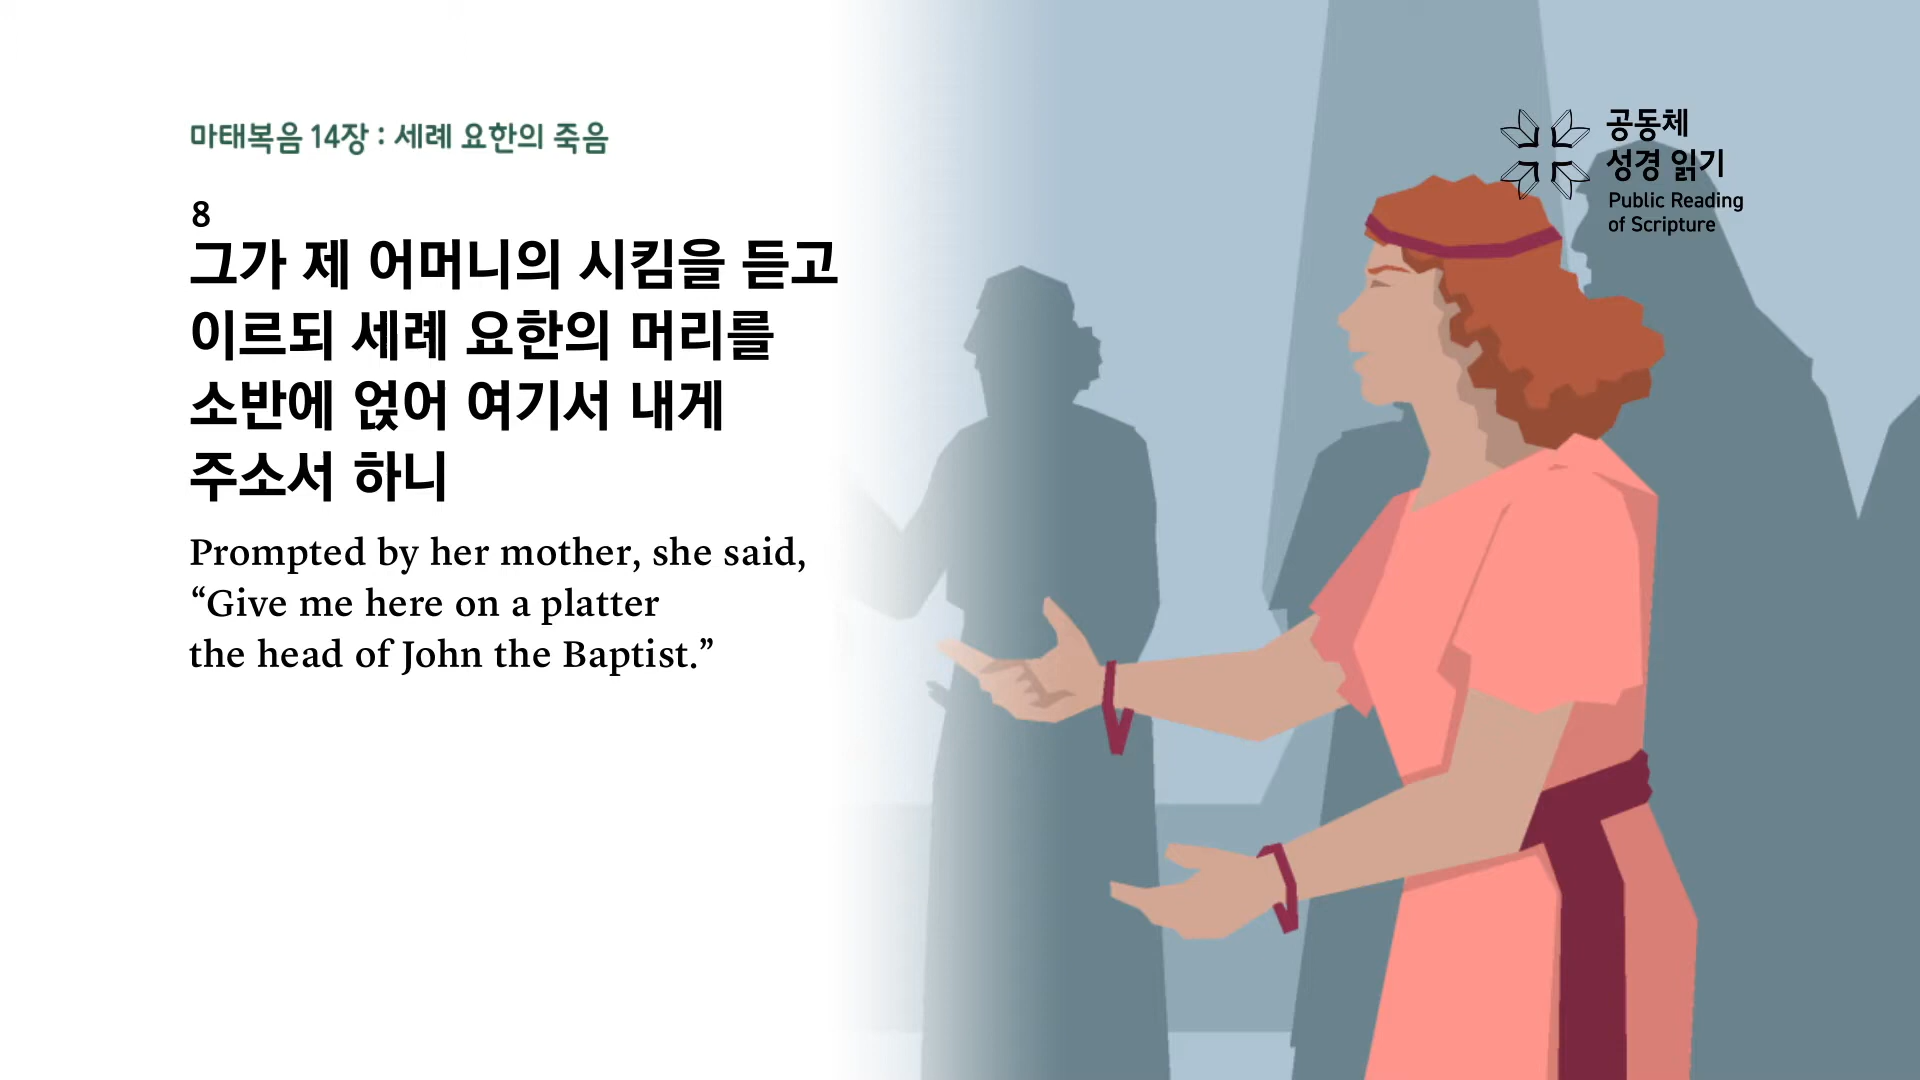 마태복음 14장 : 세례 요한의 죽음
8
그가 제 어머니의 시킴을 듣고
이르되 세례 요한의 머리를
소반에 얹어 여기서 내게
주소서 하니
Prompted by her mother, she said,
“Give me here on a platter
the head of John the Baptist.”
공동체
성경 읽기
Public Reading
of Scripture